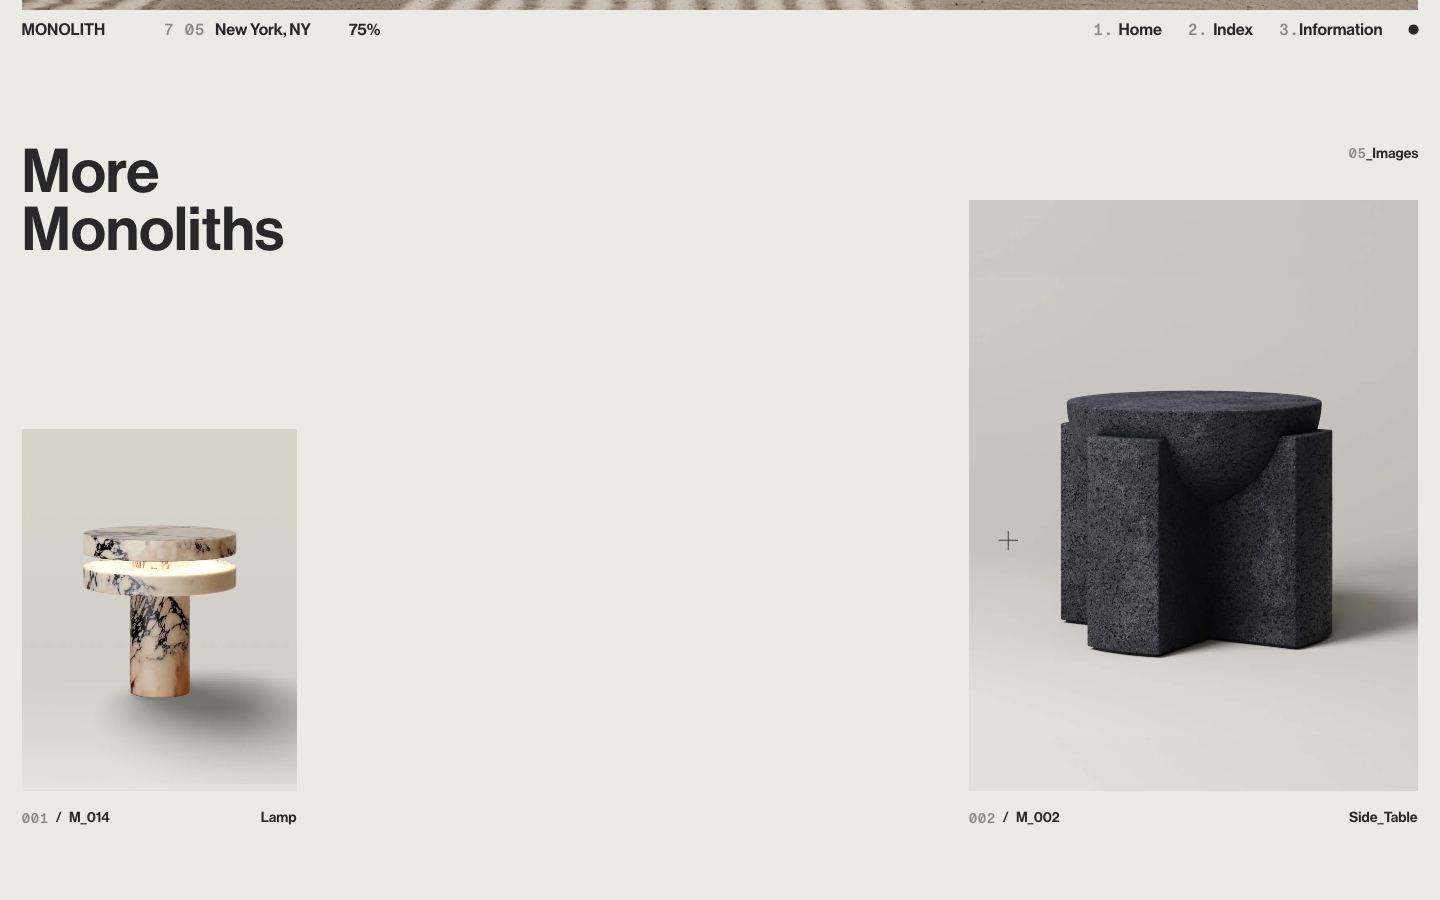 MONOLITH 7 05 New York, NY 75% 1. Home 2. Index 3.Information
More
Monoliths
05_Images
001 / M_014 Lamp
002 / M_002 Side_Table